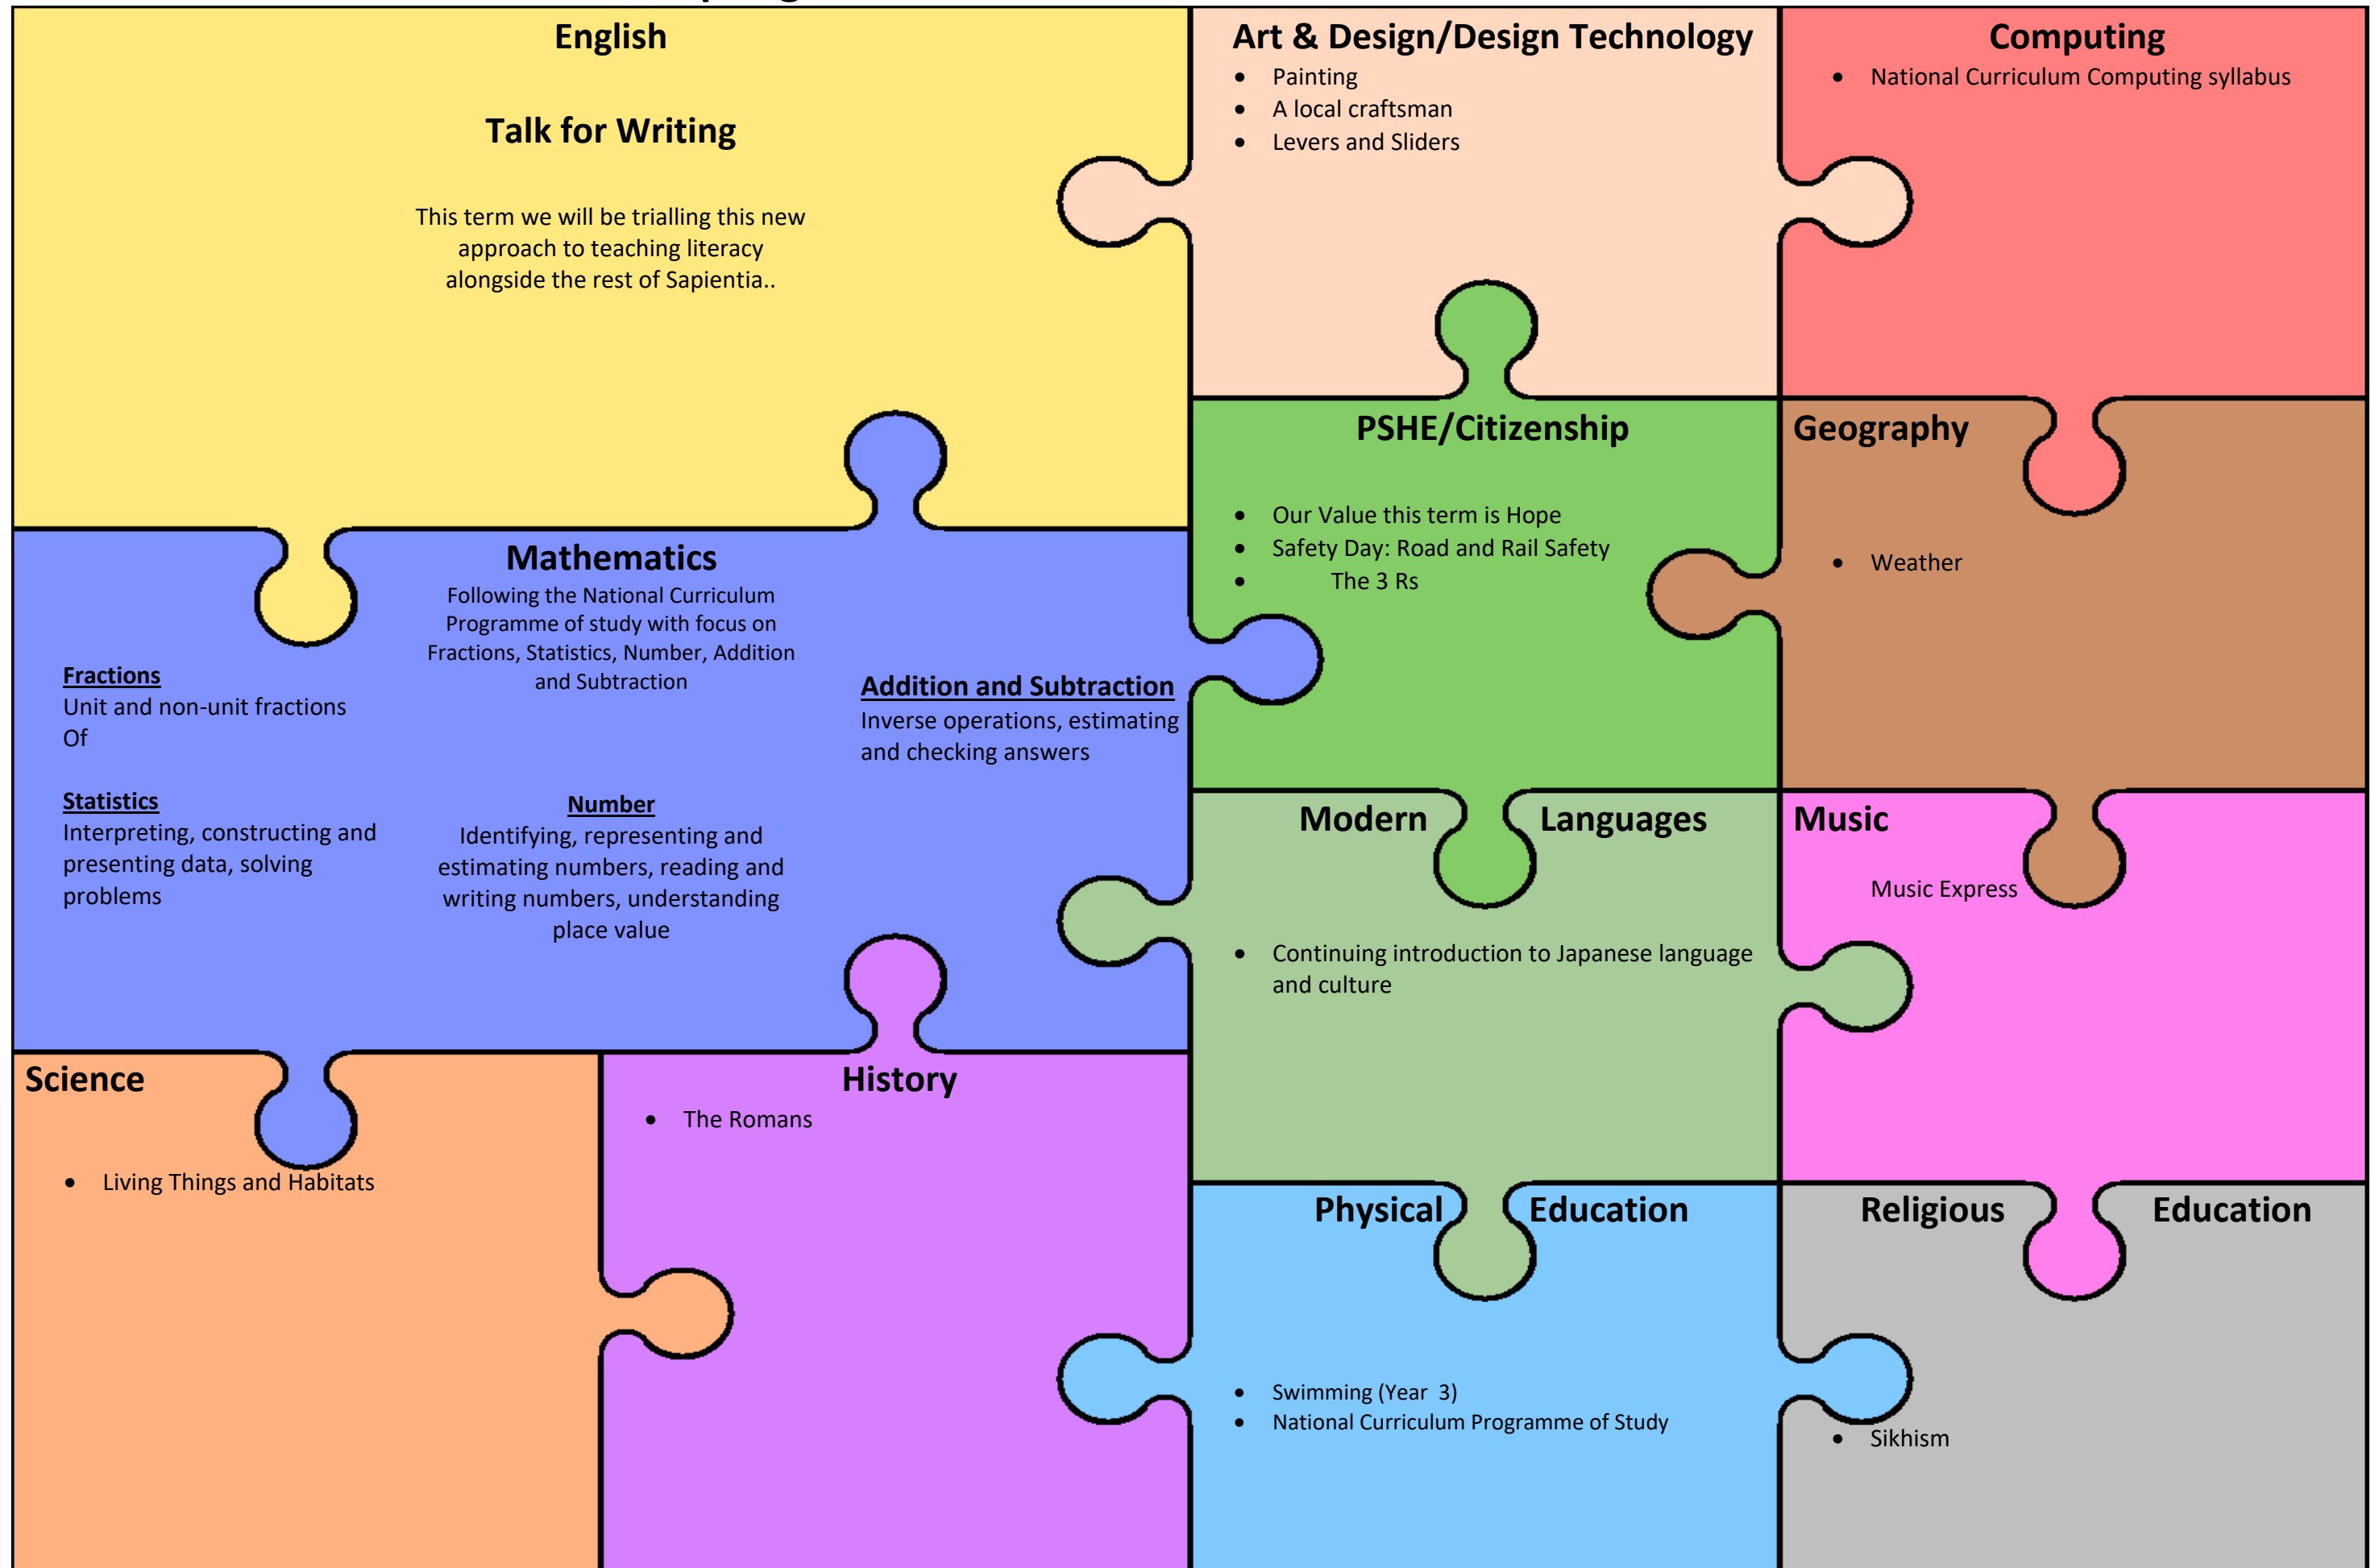 English
Talk for Writing
This term we will be trialling this new
approach to teaching literacy
alongside the rest of Sapientia..
Art & Design/Design Technology
• Painting
• A local craftsman
• Levers and Sliders
Computing
• National Curriculum Computing syllabus
PSHE/Citizenship
• Our Value this term is Hope
• Safety Day: Road and Rail Safety
• The 3 Rs
Geography
• Weather
Mathematics
Following the National Curriculum
Programme of study with focus on
Fractions, Statistics, Number, Addition
and Subtraction
Fractions
Unit and non-unit fractions
Of
Addition and Subtraction
Inverse operations, estimating
and checking answers
Statistics
Interpreting, constructing and
presenting data, solving
problems
Number
Identifying, representing and
estimating numbers, reading and
writing numbers, understanding
place value
Modern Languages
• Continuing introduction to Japanese language
and culture
Music
Music Express
Science
• Living Things and Habitats
History
• The Romans
Physical Education
• Swimming (Year 3)
• National Curriculum Programme of Study
Religious Education
• Sikhism